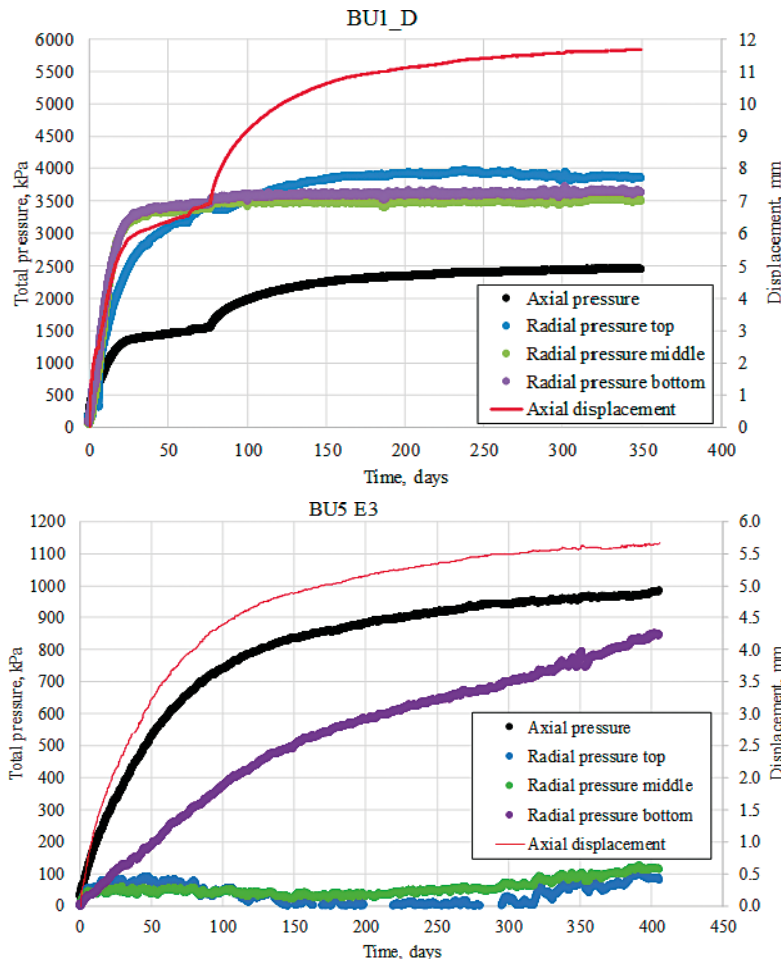 BU1_D
6000
5500
5000
4500
4000
3500
3000
2500
2000
1500
1000
500
0
Total pressure, kPa
12
11
10
9
8
7
6
5
4
3
2
1
0
Displacement, mm
Axial pressure
Radial pressure top
Radial pressure middle
Radial pressure bottom
Axial displacement
0 50 100 150 200 250 300 350 400
Time, days
BU5 E3
1200
1100
1000
900
800
700
600
500
400
300
200
100
0
Total pressure, kPa
6.0
5.5
5.0
4.5
4.0
3.5
3.0
2.5
2.0
1.5
1.0
0.5
0.0
Displacement, mm
Axial pressure
Radial pressure top
Radial pressure middle
Radial pressure bottom
Axial displacement
0 50 100 150 200 250 300 350 400 450
Time, days